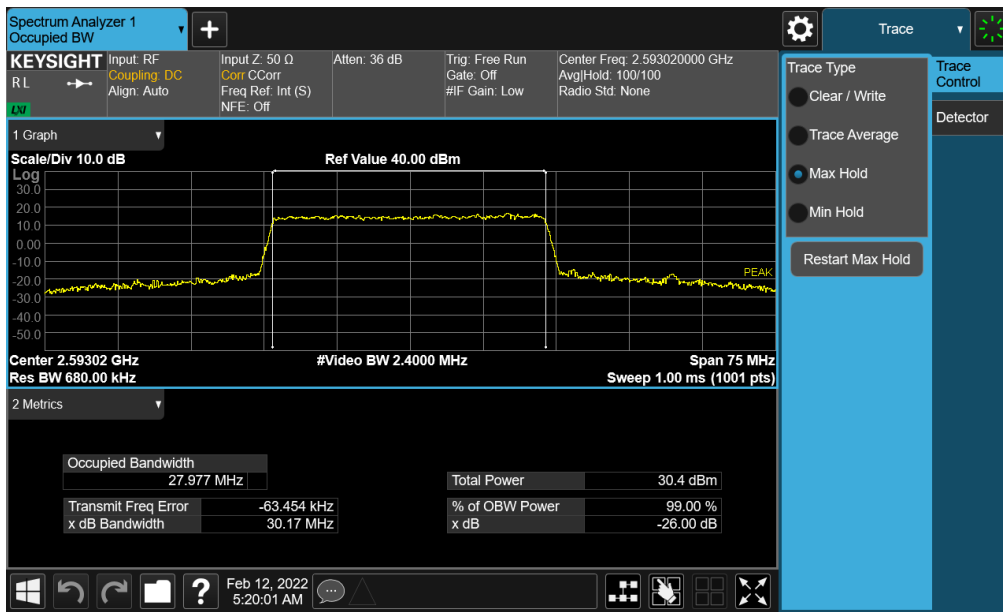 Spectrum Analyzer 1
Occupied BW
Trace
KEYSIGHT
R L
LXI
Input: RF
Coupling: DC
Align: Auto
Input Z: 50 Ω
Corr CCorr
Freq Ref: Int (S)
NFE: Off
Atten: 36 dB
Trig: Free Run
Gate: Off
#IF Gain: Low
Center Freq: 2.593020000 GHz
Avg|Hold: 100/100
Radio Std: None
1 Graph
Scale/Div 10.0 dB
Ref Value 40.00 dBm
Log
30.0
20.0
10.0
0.00
-10.0
-20.0
-30.0
-40.0
-50.0
PEAK
Center 2.59302 GHz
#Video BW 2.4000 MHz
Span 75 MHz
Res BW 680.00 kHz
Sweep 1.00 ms (1001 pts)
2 Metrics
Occupied Bandwidth
27.977 MHz
Total Power 30.4 dBm
Transmit Freq Error -63.454 kHz
% of OBW Power 99.00 %
x dB Bandwidth 30.17 MHz
x dB -26.00 dB
Trace Type
Clear / Write
Trace Average
Max Hold
Min Hold
Restart Max Hold
Trace
Control
Detector
?
Feb 12, 2022
5:20:01 AM